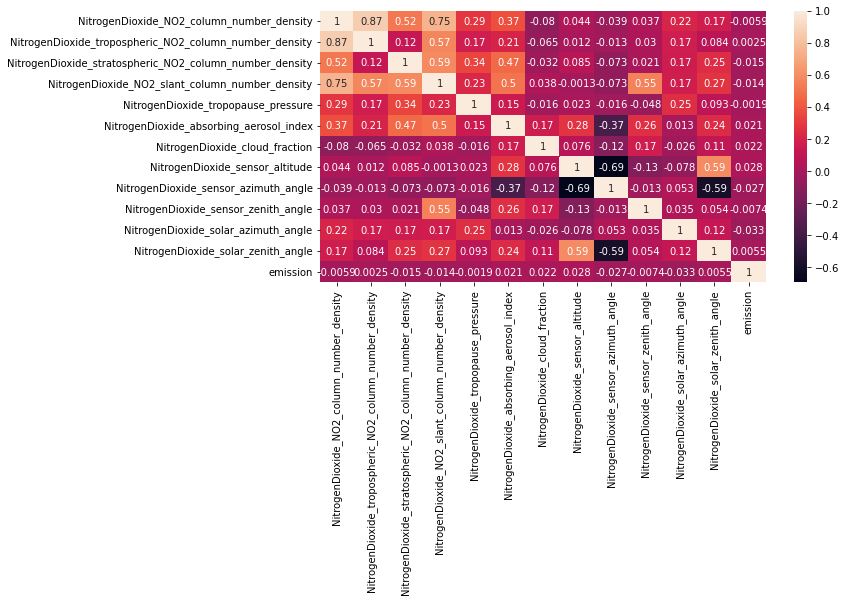 NitrogenDioxide_NO2_column_number_density 1 0.87 0.52 0.75 0.29 0.37 -0.08 0.044 -0.039 0.037 0.22 0.17 -0.0059
NitrogenDioxide_tropospheric_NO2_column_number_density 0.87 1 0.12 0.57 0.17 0.21 -0.065 0.012 -0.013 0.03 0.17 0.084 0.0025
NitrogenDioxide_stratospheric_NO2_column_number_density 0.52 0.12 1 0.59 0.34 0.47 -0.032 0.085 -0.073 0.021 0.17 0.25 -0.015
NitrogenDioxide_NO2_slant_column_number_density 0.75 0.57 0.59 1 0.23 0.5 0.038 -0.0013 -0.073 0.55 0.17 0.27 -0.014
NitrogenDioxide_tropopause_pressure 0.29 0.17 0.34 0.23 1 0.15 -0.016 0.023 -0.016 -0.048 0.25 0.093 -0.0019
NitrogenDioxide_absorbing_aerosol_index 0.37 0.21 0.47 0.5 0.15 1 0.17 0.28 -0.37 0.26 0.013 0.24 0.021
NitrogenDioxide_cloud_fraction -0.08 -0.065 -0.032 0.038 -0.016 0.17 1 0.076 -0.12 0.17 -0.026 0.11 0.022
NitrogenDioxide_sensor_altitude 0.044 0.012 0.085 -0.0013 0.023 0.28 0.076 1 -0.69 -0.13 -0.078 0.59 0.028
NitrogenDioxide_sensor_azimuth_angle -0.039 -0.013 -0.073 -0.073 -0.016 -0.37 -0.12 -0.69 1 -0.013 0.053 -0.59 -0.027
NitrogenDioxide_sensor_zenith_angle 0.037 0.03 0.021 0.55 -0.048 0.26 0.17 -0.13 -0.013 1 0.035 0.054 -0.0074
NitrogenDioxide_solar_azimuth_angle 0.22 0.17 0.17 0.17 0.25 0.013 -0.026 -0.078 0.053 0.035 1 0.12 -0.033
NitrogenDioxide_solar_zenith_angle 0.17 0.084 0.25 0.27 0.093 0.24 0.11 0.59 -0.59 0.054 0.12 1 0.0055
emission -0.0059 0.0025 -0.015 -0.014 -0.0019 0.021 0.022 0.028 -0.027 -0.0074 -0.033 0.0055 1
NitrogenDioxide_NO2_column_number_density
NitrogenDioxide_tropospheric_NO2_column_number_density
NitrogenDioxide_stratospheric_NO2_column_number_density
NitrogenDioxide_NO2_slant_column_number_density
NitrogenDioxide_tropopause_pressure
NitrogenDioxide_absorbing_aerosol_index
NitrogenDioxide_cloud_fraction
NitrogenDioxide_sensor_altitude
NitrogenDioxide_sensor_azimuth_angle
NitrogenDioxide_sensor_zenith_angle
NitrogenDioxide_solar_azimuth_angle
NitrogenDioxide_solar_zenith_angle
emission
1.0
0.8
0.6
0.4
0.2
0.0
−0.2
−0.4
−0.6